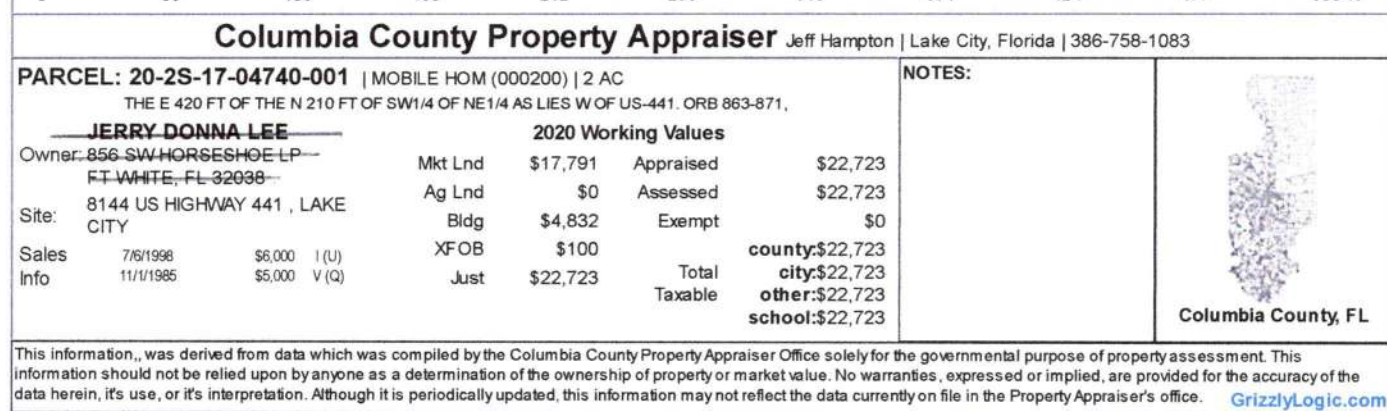 Columbia County Property Appraiser Jeff Hampton | Lake City, Florida | 386-758-1083
PARCEL: 20-2S-17-04740-001 | MOBILE HOM (000200) | 2 AC
THE E 420 FT OF THE N 210 FT OF SW1/4 OF NE1/4 AS LIES W OF US-441. ORB 863-871,
JERRY DONNA LEE
Owner: 856 SW HORSESHOE LP
FT WHITE, FL 32038
Site: 8144 US HIGHWAY 441 , LAKE
CITY
Sales 7/6/1998 $6,000 I (U)
Info 11/1/1985 $5,000 V (Q)
2020 Working Values
Mkt Lnd $17,791 Appraised $22,723
Ag Lnd $0 Assessed $22,723
Bldg $4,832 Exempt $0
XFOB $100 county:$22,723
Just $22,723 Total city:$22,723
Taxable other:$22,723
school:$22,723
NOTES:
Columbia County, FL
This information,, was derived from data which was compiled by the Columbia County Property Appraiser Office solely for the governmental purpose of property assessment. This
information should not be relied upon by anyone as a determination of the ownership of property or market value. No warranties, expressed or implied, are provided for the accuracy of the
data herein, it's use, or it's interpretation. Although it is periodically updated, this information may not reflect the data currently on file in the Property Appraiser's office. GrizzlyLogic.com